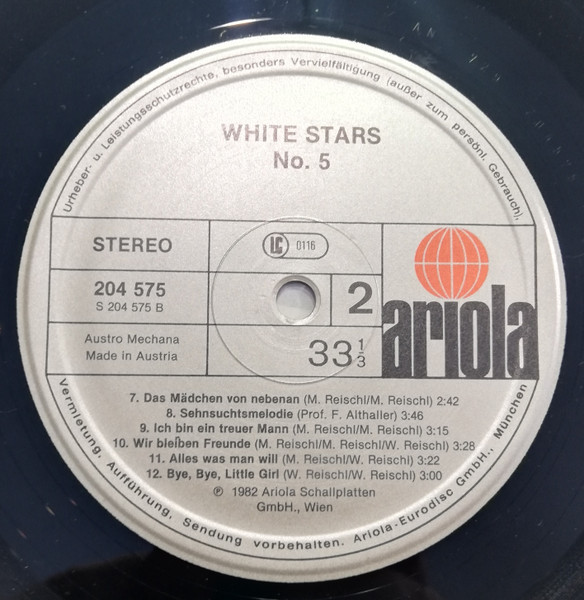 Urheber- u. Leistungsschutzrechte, besonders Vervielfältigung (außer zum persönl. Gebrauch),
WHITE STARS
No. 5
STEREO
LC 0116
204 575
S 204 575 B
2
ariola
Austro Mechana
Made in Austria
33 1/3
7. Das Mädchen von nebenan (M. Reischl/M. Reischl) 2:42
8. Sehnsuchtsmelodie (Prof. F. Althaller) 3:46
9. Ich bin ein treuer Mann (M. Reischl/M. Reischl) 3:15
10. Wir bleiben Freunde (M. Reischl/M. Reischl/W. Reischl) 3:28
11. Alles was man will (M. Reischl/W. Reischl) 3:22
12. Bye, Bye, Little Girl (W. Reischl/W. Reischl) 3:00
℗ 1982 Ariola Schallplatten
GmbH., Wien
Vermietung, Aufführung, Sendung vorbehalten. Ariola-Eurodisc GmbH., München